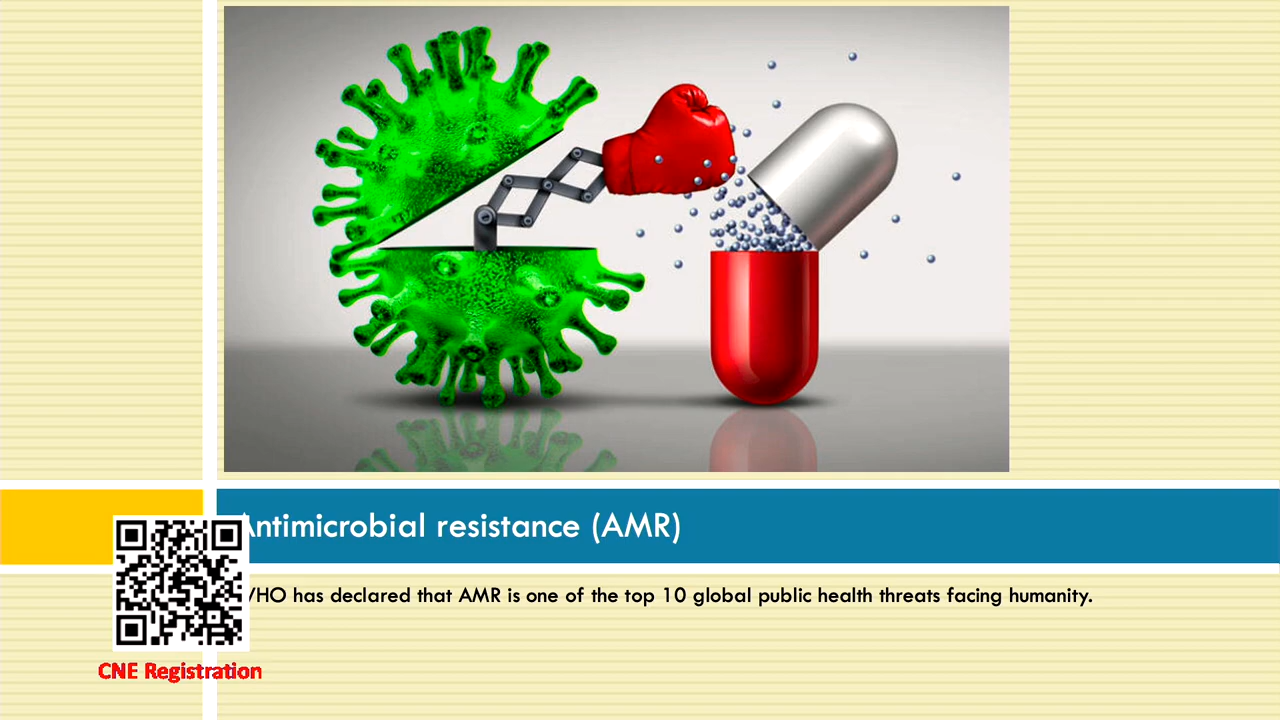 Antimicrobial resistance (AMR)
WHO has declared that AMR is one of the top 10 global public health threats facing humanity.
CNE Registration